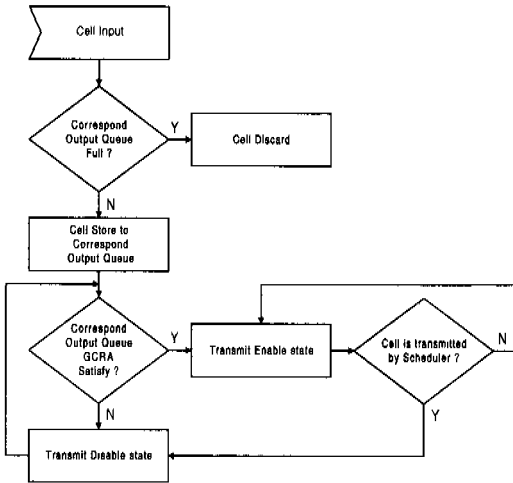 Cell Input
Correspond
Output Queue
Full ?
Y
Cell Discard
N
Cell Store to
Correspond
Output Queue
Correspond
Output Queue
GCRA
Satisfy ?
Y
Transmit Enable state
Cell is transmitted
by Scheduler ?
N
N
Y
Transmit Disable state